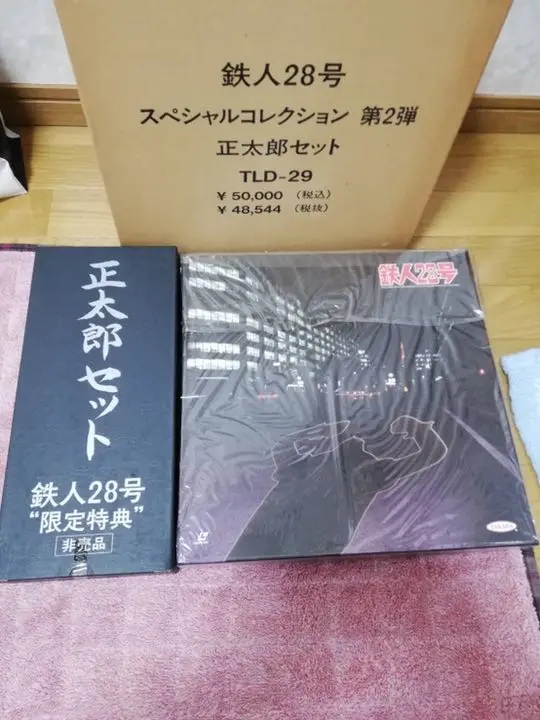 鉄人28号
スペシャルコレクション 第2弾
正太郎セット
TLD-29
¥ 50,000 (税込)
¥ 48,544 (税抜)
正太郎セット
鉄人28号
"限定特典"
非売品
鉄人28号